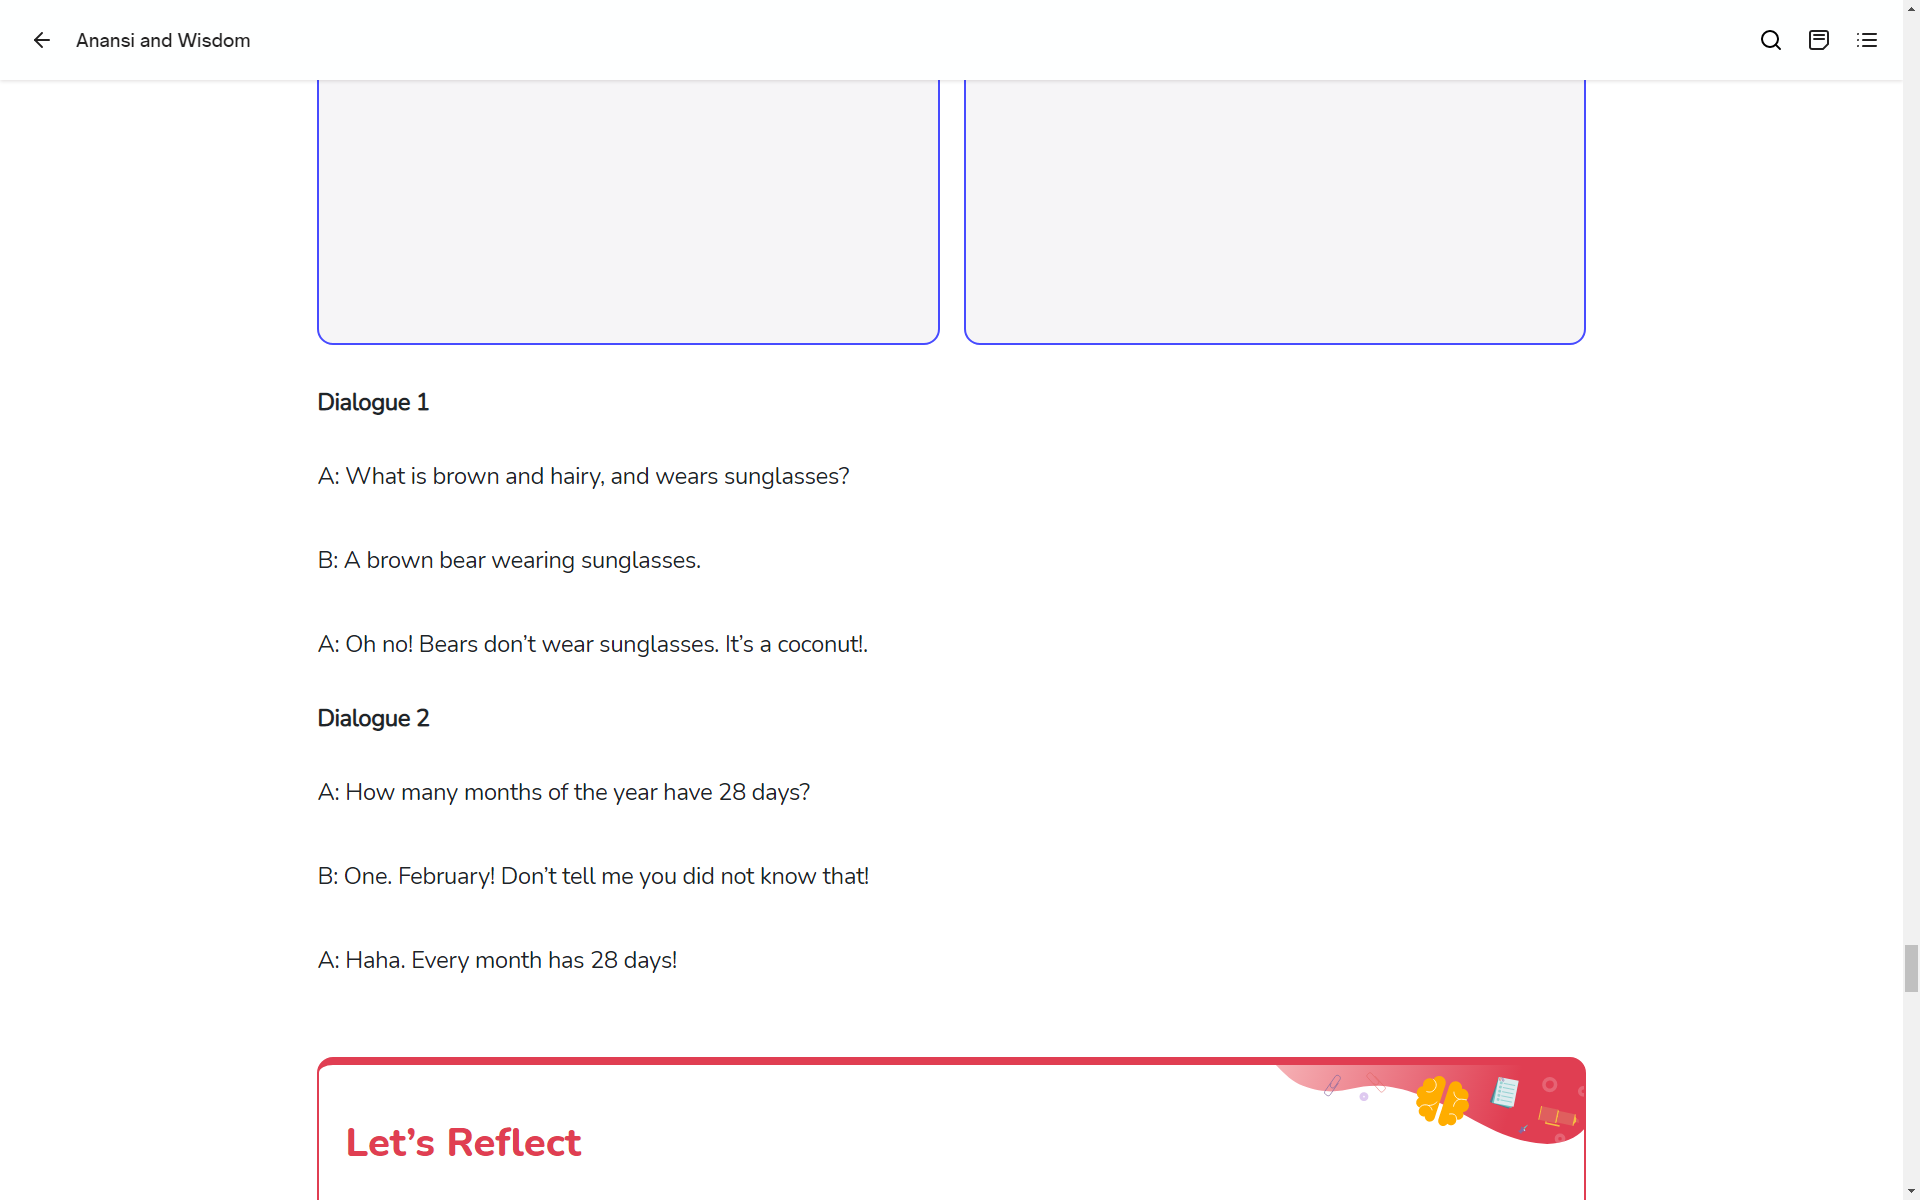 Anansi and Wisdom
Dialogue 1
A: What is brown and hairy, and wears sunglasses?
B: A brown bear wearing sunglasses.
A: Oh no! Bears don’t wear sunglasses. It’s a coconut!.
Dialogue 2
A: How many months of the year have 28 days?
B: One. February! Don’t tell me you did not know that!
A: Haha. Every month has 28 days!
Let’s Reflect